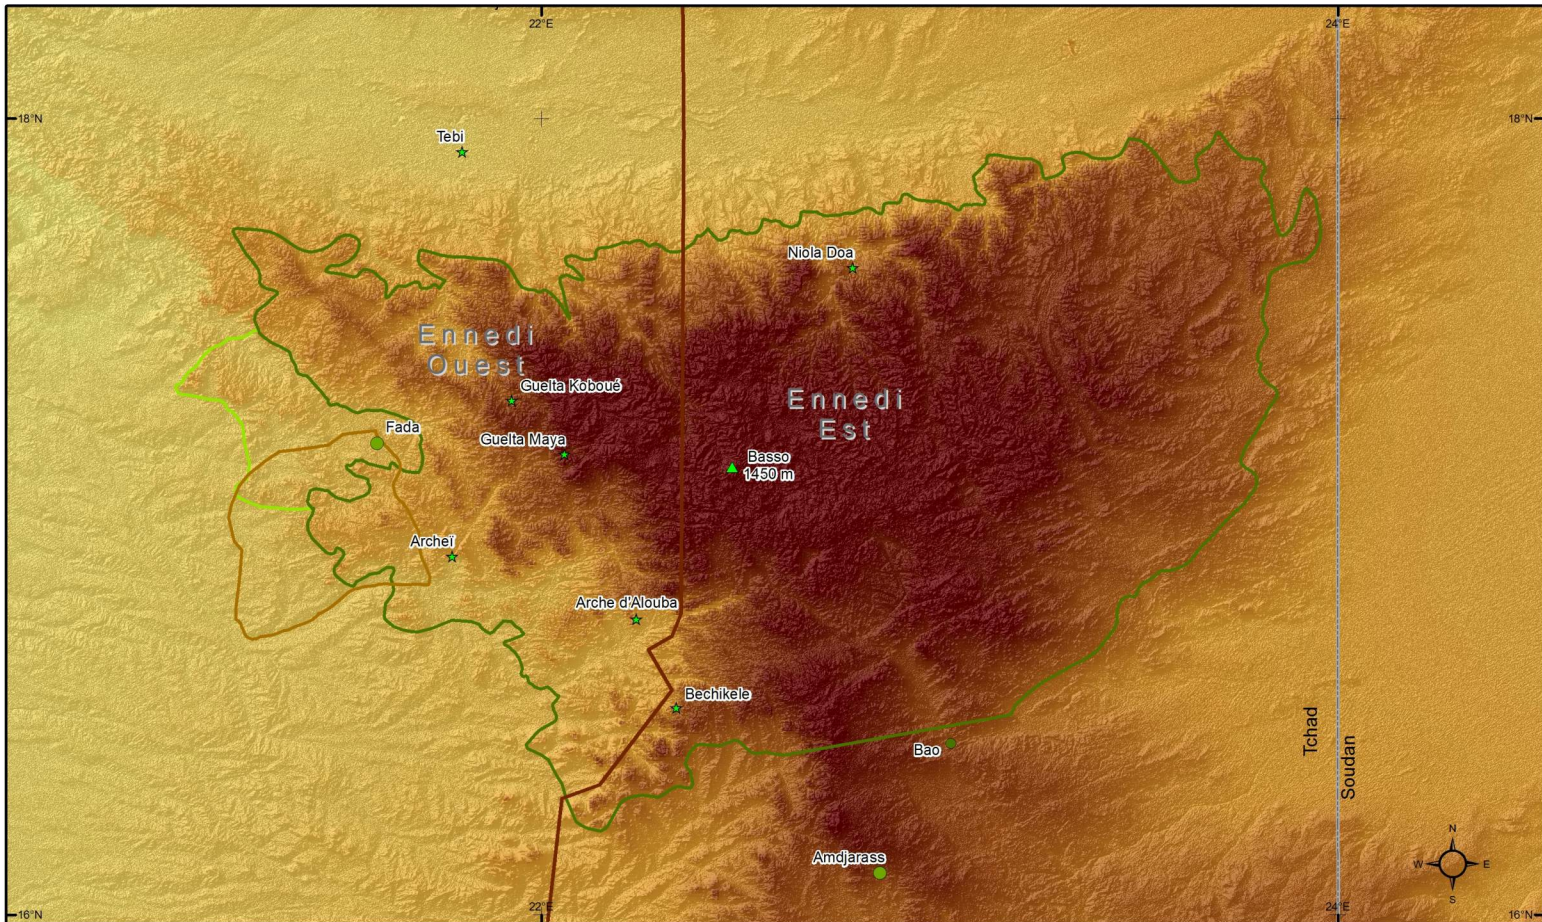 22°E
24°E
18°N
18°N
Tebi
Niola Doa
Ennedi
Ouest
Guelta Koboué
Ennedi
Est
Fada
Guelta Maya
Basso
1450 m
Archeï
Arche d'Alouba
Bechikele
Tchad
Soudan
Bao
Amdjarass
N
W
E
S
22°E
24°E
16°N
16°N